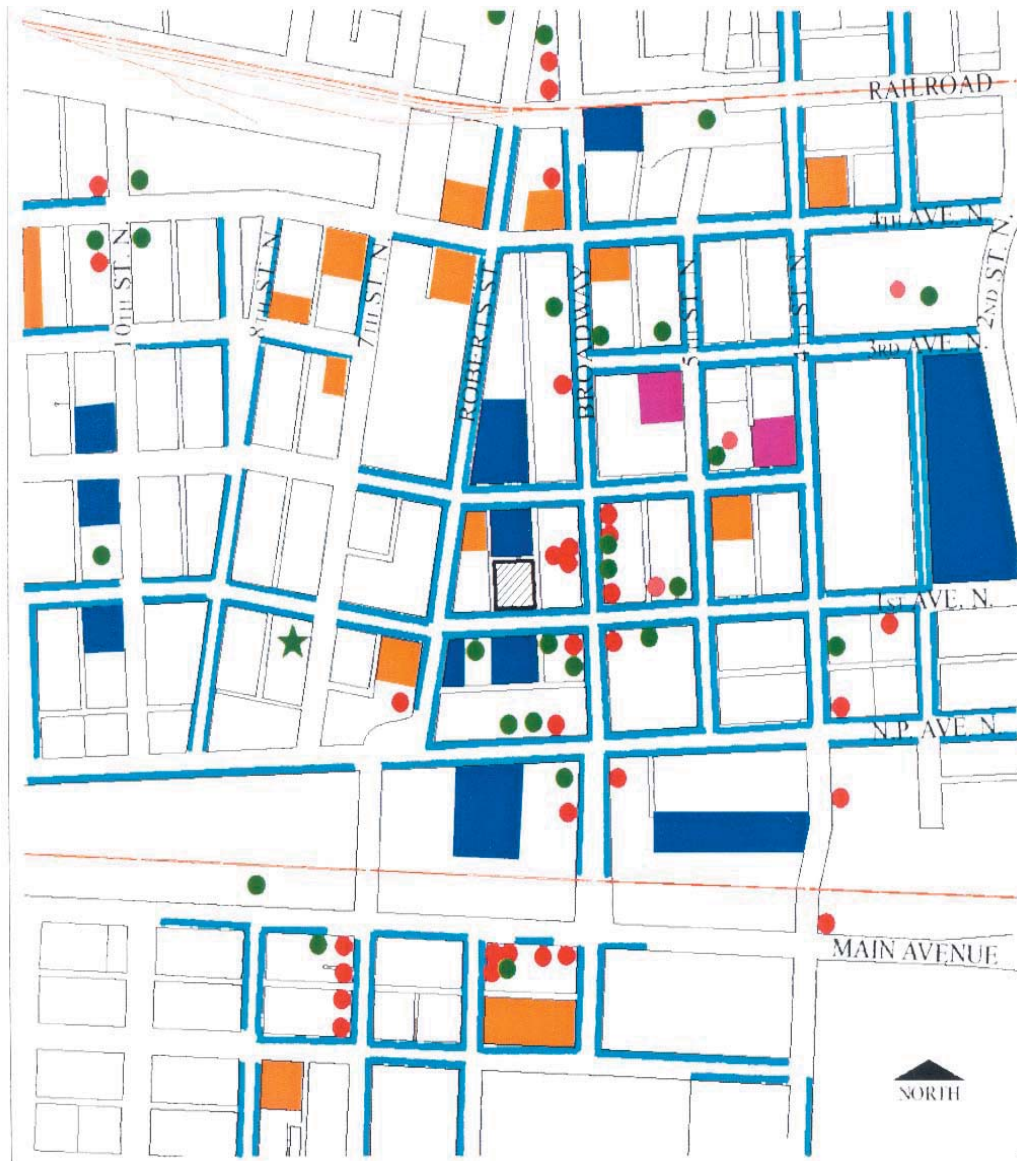 RAILROAD
4TH AVE. N.
2ND ST. N.
10TH ST. N.
8TH ST. N.
7TH ST. N.
ROBERTS ST.
BROADWAY
5TH ST. N.
4TH ST. N.
3RD AVE. N.
1ST AVE. N.
N.P. AVE. N.
MAIN AVENUE
NORTH